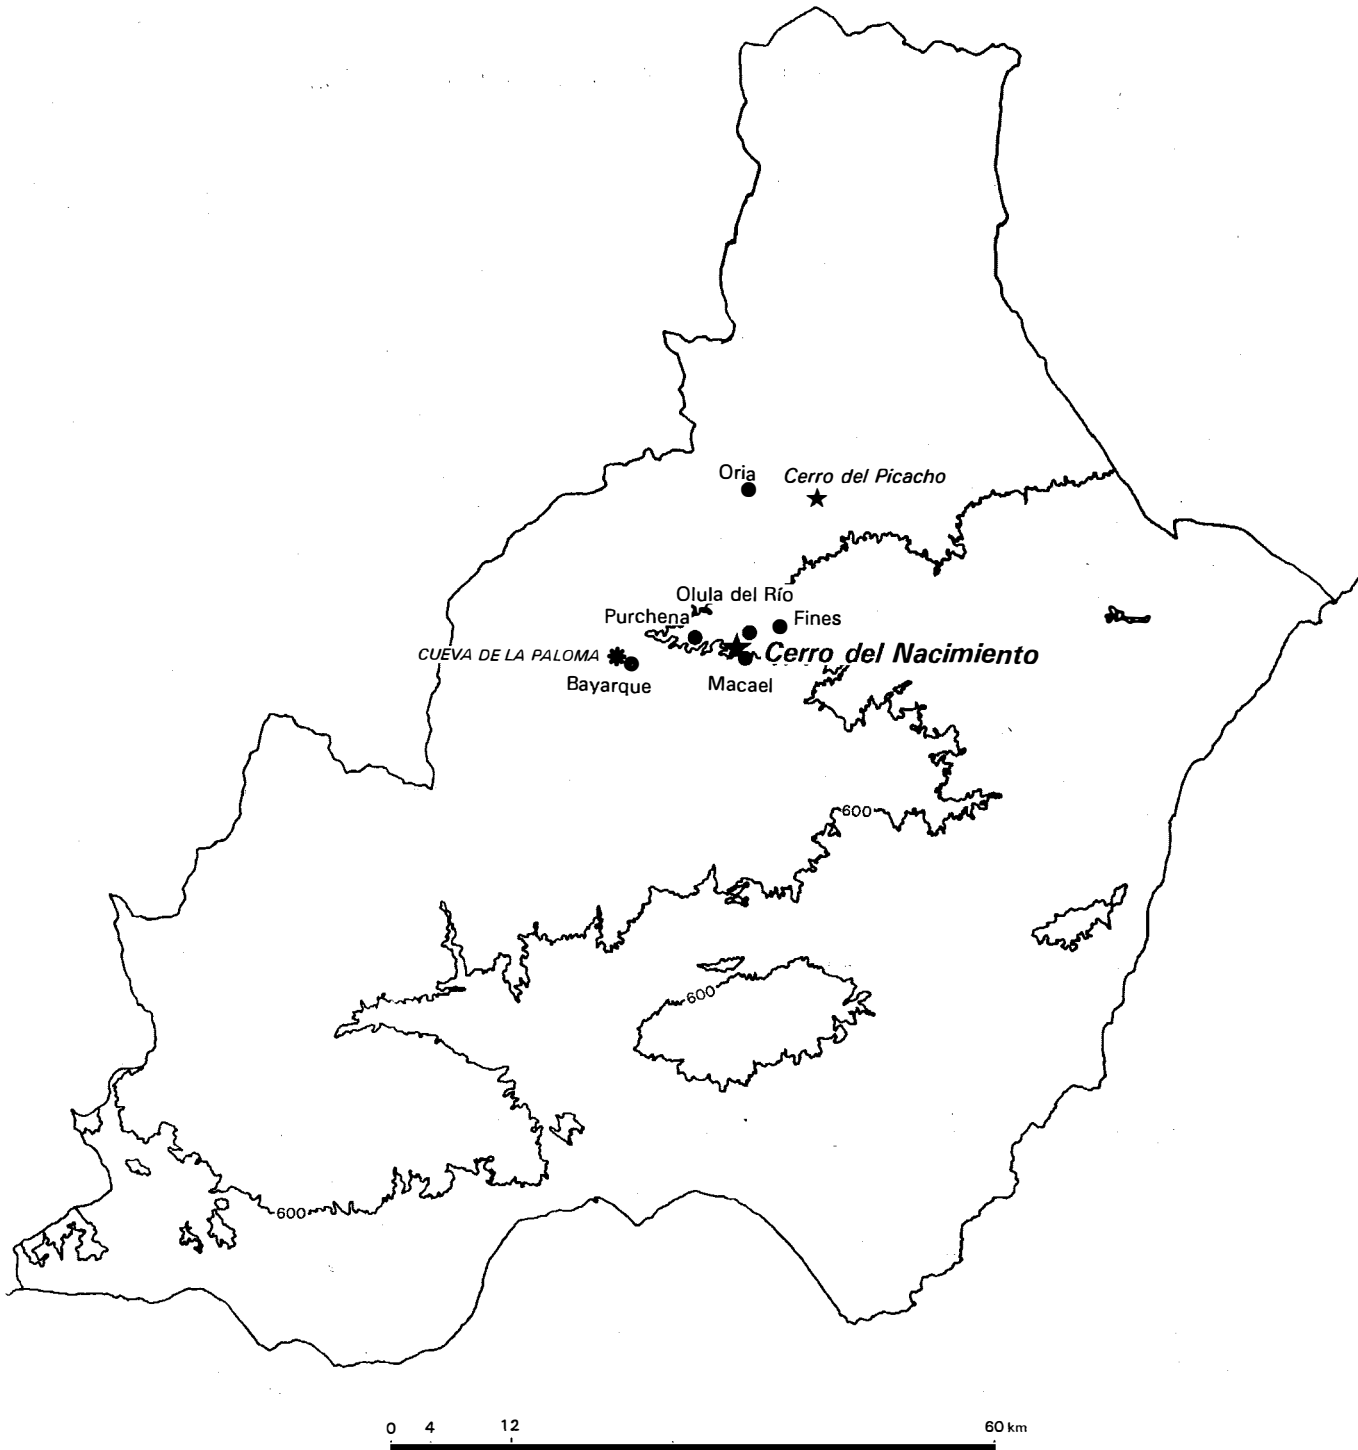 Oria
Cerro del Picacho
Olula del Río
Purchena
Fines
CUEVA DE LA PALOMA
Cerro del Nacimiento
Bayarque
Macael
600
600
600
0 4 12 60 km